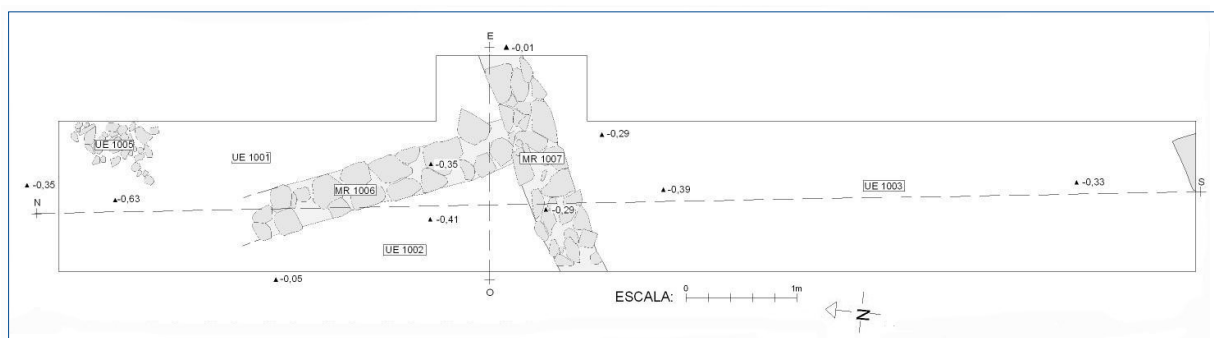 E
▲-0,01
UE 1005
UE 1001
▲-0,29
▲-0,35
MR 1007
▲-0,35
N
▲-0,63
MR 1006
▲-0,39
UE 1003
▲-0,33
S
▲-0,41
▲-0,29
UE 1002
▲-0,05
O
ESCALA: 0 1m
N